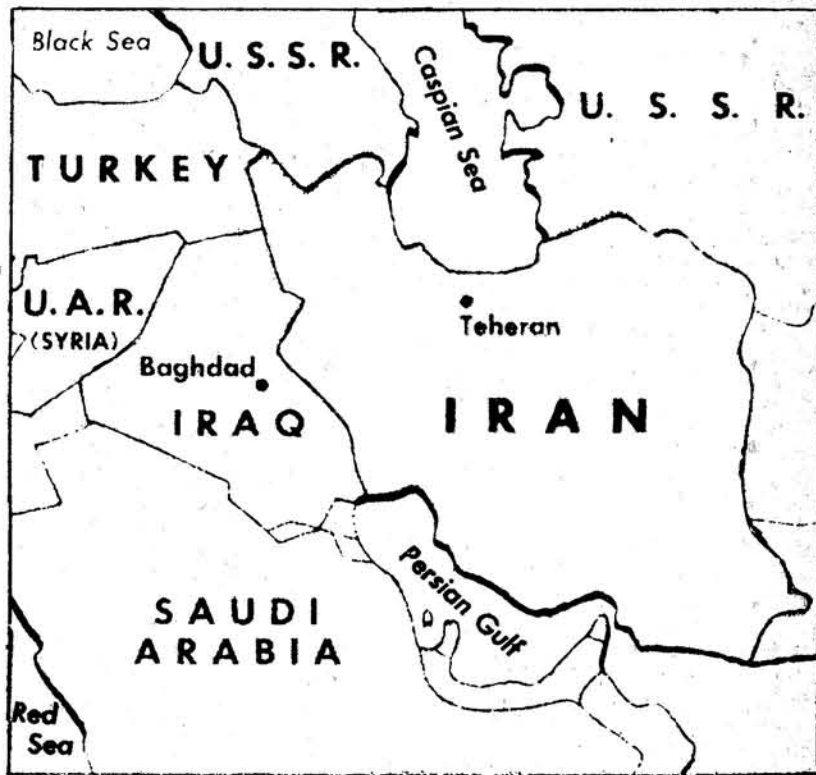 Black Sea
U.S.S.R.
Caspian Sea
U. S. S. R.
TURKEY
U.A.R.
(SYRIA)
Teheran
Baghdad
IRAQ
IRAN
Persian Gulf
SAUDI
ARABIA
Red
Sea